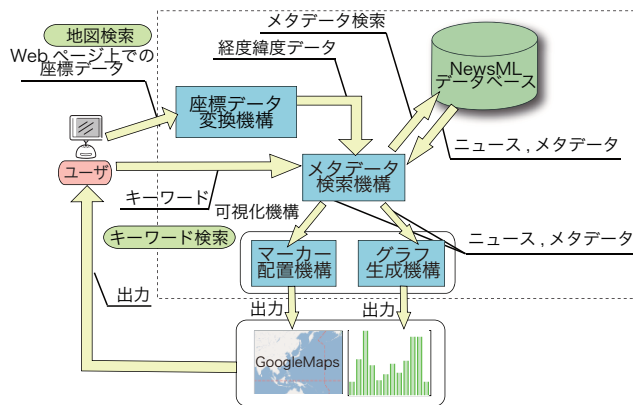 地図検索
Web ページ上での
座標データ
メタデータ検索
経度緯度データ
NewsML
データベース
座標データ
変換機構
ニュース , メタデータ
ユーザ
メタデータ
検索機構
キーワード
可視化機構
キーワード検索
ニュース , メタデータ
マーカー
配置機構
グラフ
生成機構
出力
出力
出力
GoogleMaps